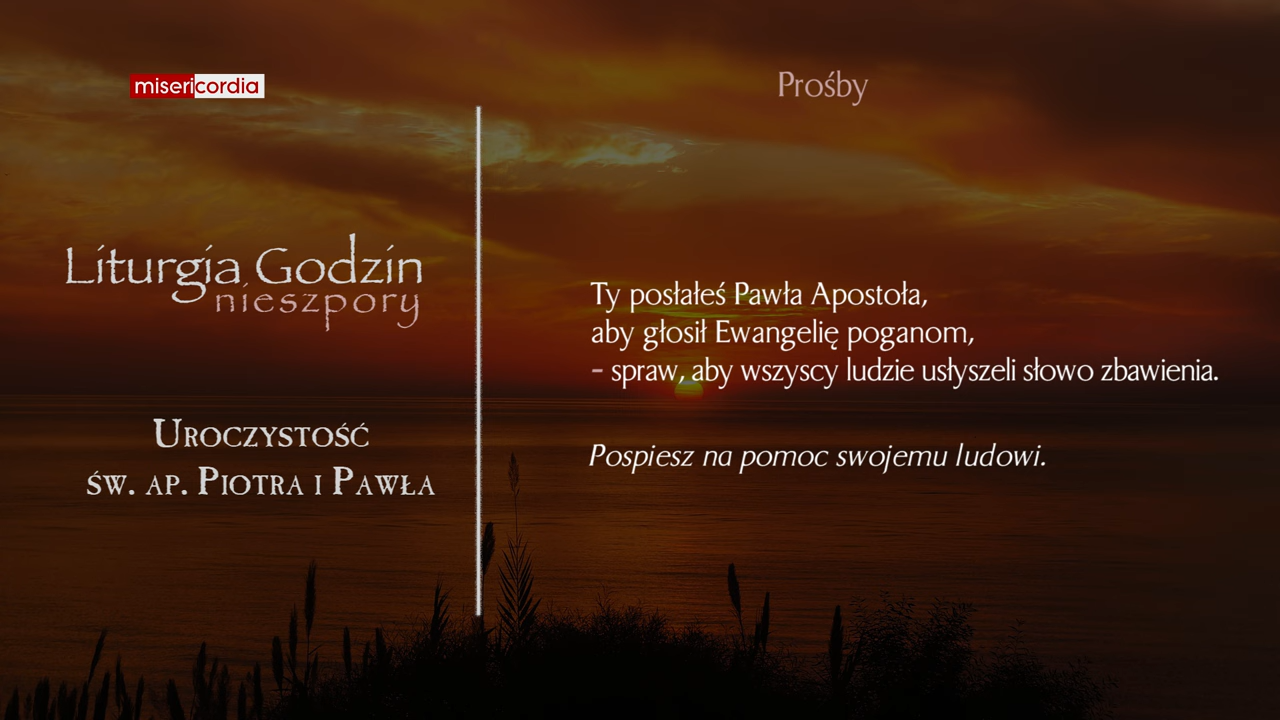 misericordia
Prośby
Liturgia Godzin
nieszpory
Uroczystość
św. ap. Piotra i Pawła
Ty posłałeś Pawła Apostoła,
aby głosił Ewangelię poganom,
- spraw, aby wszyscy ludzie usłyszeli słowo zbawienia.
Pospiesz na pomoc swojemu ludowi.